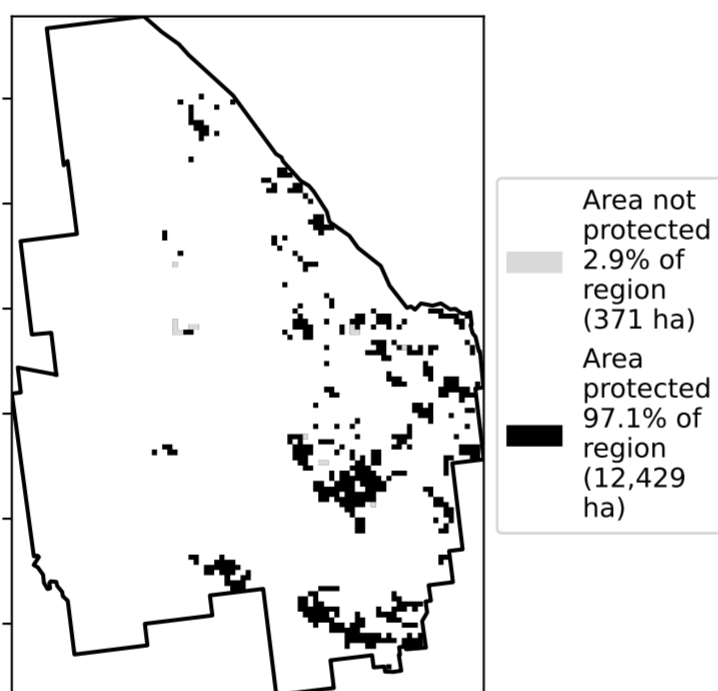 Area not
protected
2.9% of
region
(371 ha)
Area
protected
97.1% of
region
(12,429
ha)